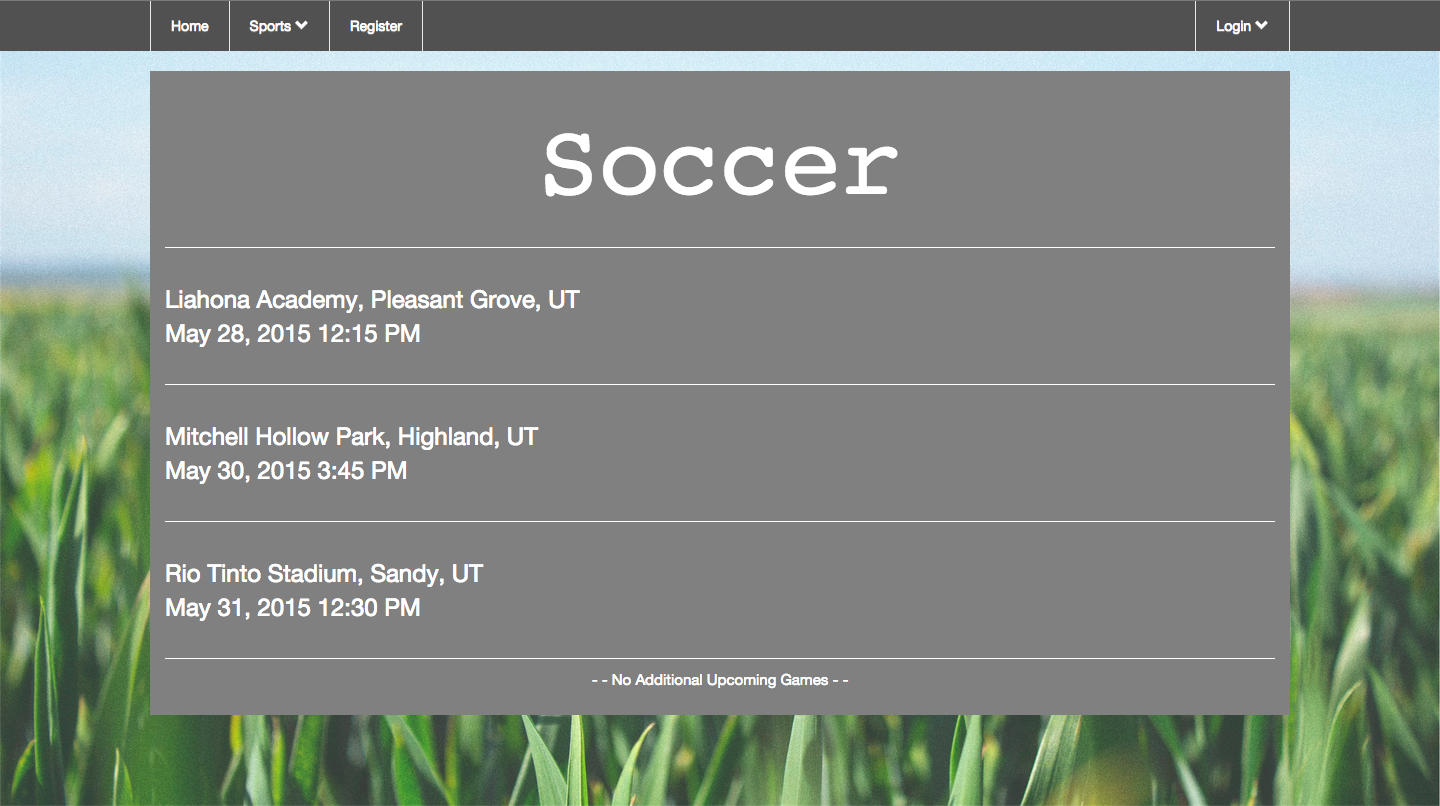 Home
Sports
Register
Login
Soccer
Liahona Academy, Pleasant Grove, UT
May 28, 2015 12:15 PM
Mitchell Hollow Park, Highland, UT
May 30, 2015 3:45 PM
Rio Tinto Stadium, Sandy, UT
May 31, 2015 12:30 PM
- - No Additional Upcoming Games - -